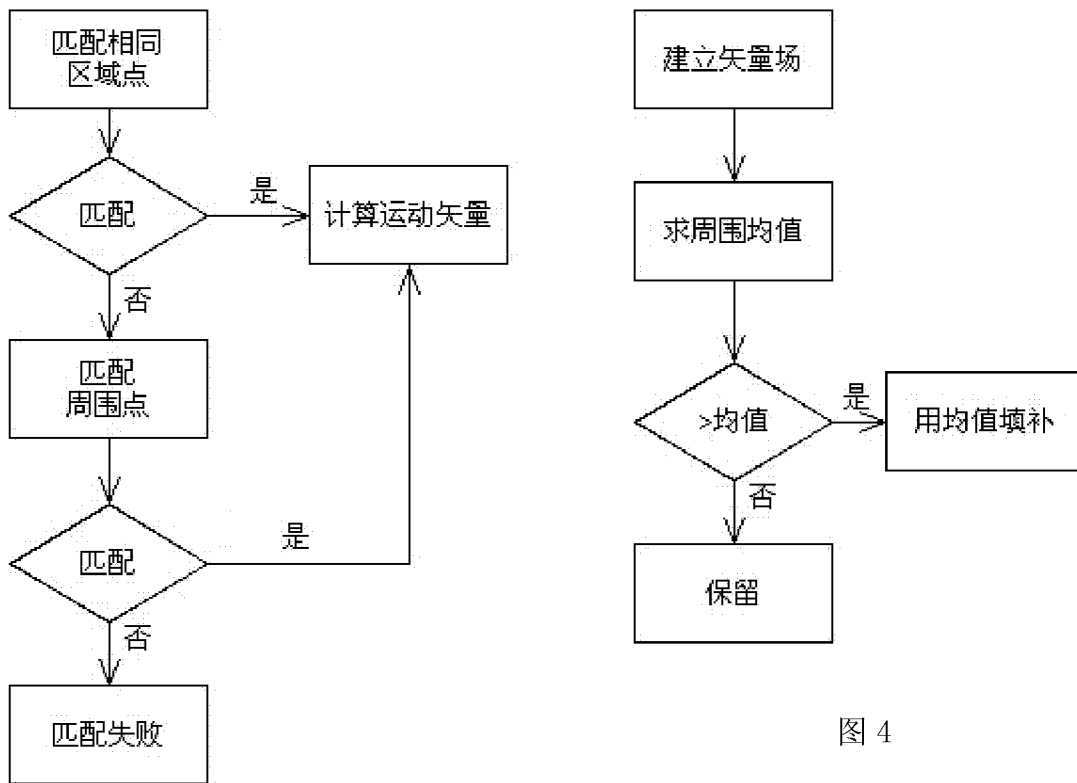 匹配相同
区域点
匹配
是
计算运动矢量
否
匹配
周围点
匹配
是
否
匹配失败
建立矢量场
求周围均值
>均值
是
用均值填补
否
保留
图 4